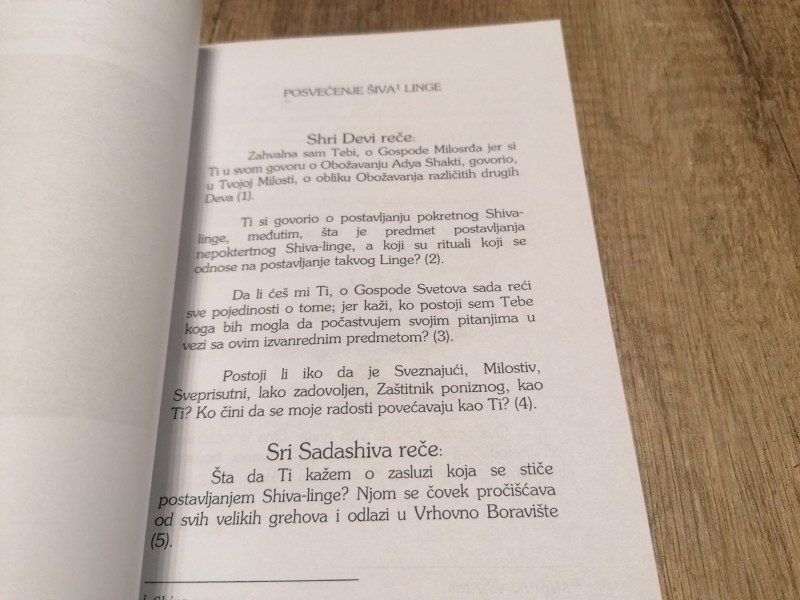 POSVEĆENJE ŠIVA¹ LINGE
Shri Devi reče:
Zahvalna sam Tebi, o Gospode Milosrđa jer si
Ti u svom govoru o Obožavanju Adya Shakti, govorio,
u Tvojoj Milosti, o obliku Obožavanja različitih drugih
Deva (1).
Ti si govorio o postavljanju pokretnog Shiva-
linge, međutim, šta je predmet postavljanja
nepoktertnog Shiva-linge, a koji su rituali koji se
odnose na postavljanje takvog Linge? (2).
Da li ćeš mi Ti, o Gospode Svetova sada reći
sve pojedinosti o tome; jer kaži, ko postoji sem Tebe
koga bih mogla da počastvujem svojim pitanjima u
vezi sa ovim izvanrednim predmetom? (3).
Postoji li iko da je Sveznajući, Milostiv,
Sveprisutni, lako zadovoljen, Zaštitnik poniznog, kao
Ti? Ko čini da se moje radosti povećavaju kao Ti? (4).
Sri Sadashiva reče:
Šta da Ti kažem o zasluzi koja se stiče
postavljanjem Shiva-linge? Njom se čovek pročišćava
od svih velikih grehova i odlazi u Vrhovno Boravište
(5).